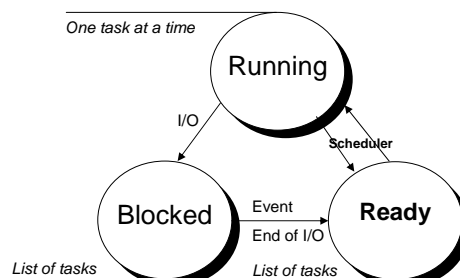 One task at a time
Running
I/O
Scheduler
Blocked
Event
End of I/O
Ready
List of tasks
List of tasks